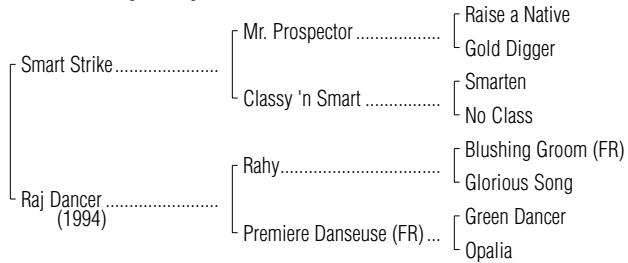 Raise a Native
Mr. Prospector ..................
Gold Digger
Smart Strike......................
Smarten
Classy 'n Smart ................
No Class
Blushing Groom (FR)
Rahy..................................
Glorious Song
Raj Dancer ........................
(1994)
Green Dancer
Premiere Danseuse (FR) ...
Opalia